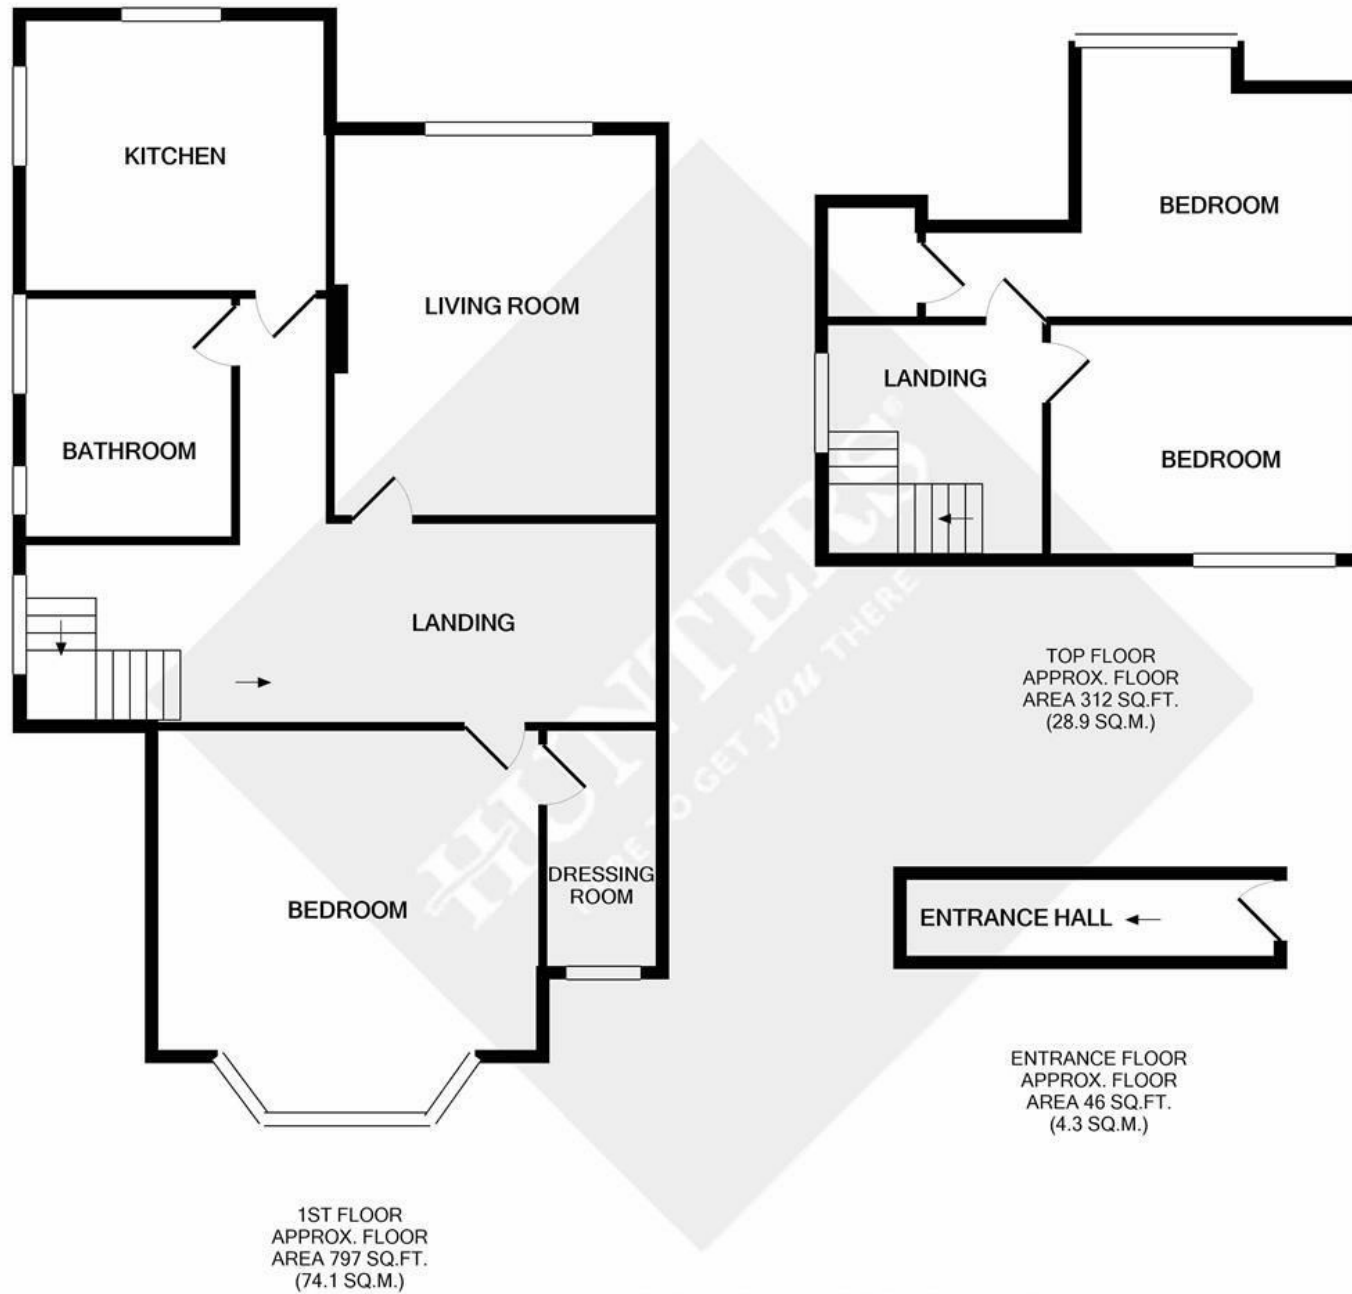 KITCHEN
LIVING ROOM
BATHROOM
LANDING
BEDROOM
DRESSING
ROOM
1ST FLOOR
APPROX. FLOOR
AREA 797 SQ.FT.
(74.1 SQ.M.)
BEDROOM
LANDING
BEDROOM
TOP FLOOR
APPROX. FLOOR
AREA 312 SQ.FT.
(28.9 SQ.M.)
ENTRANCE HALL
ENTRANCE FLOOR
APPROX. FLOOR
AREA 46 SQ.FT.
(4.3 SQ.M.)
HUNTERS®
HERE TO GET you THERE